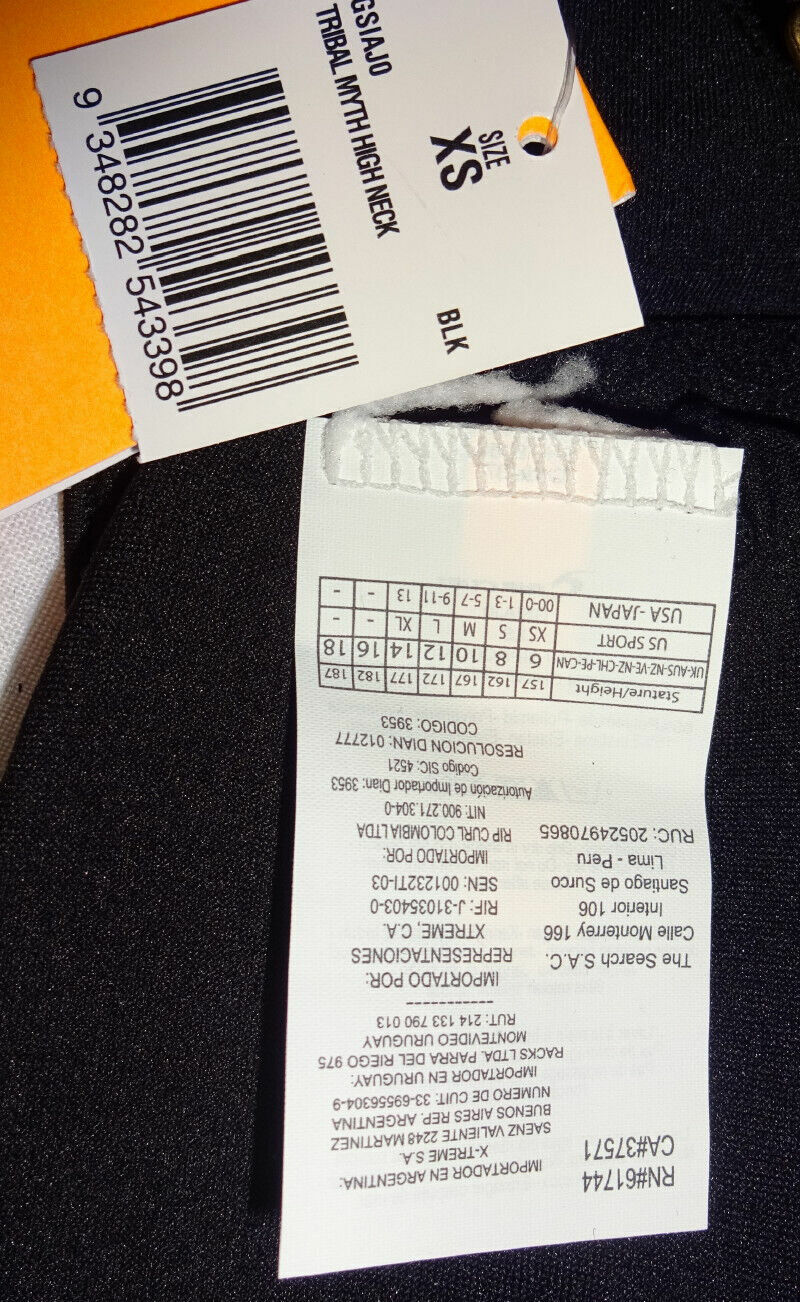 GSIAJO
TRIBAL MYTH HIGH NECK
SIZE
XS
BLK
9 348282 543398
RN#61744
CA#37571
IMPORTADOR EN ARGENTINA:
X-TREME S.A.
SAENZ VALIENTE 2248 MARTINEZ
BUENOS AIRES REP. ARGENTINA
NUMERO DE CUIT: 33-69556304-9
IMPORTADOR EN URUGUAY:
RACKS LTDA. PARRA DEL RIEGO 975
MONTEVIDEO URUGUAY
RUT: 214 133 790 013
-----------
The Search S.A.C.
Calle Monterrey 166
Interior 106
Santiago de Surco
Lima - Peru
RUC: 20524970865
IMPORTADO POR:
REPRESENTACIONES
XTREME, C.A.
RIF: J-31035403-0
SEN: 001232TI-03
IMPORTADO POR:
RIP CURL COLOMBIA LTDA
NIT: 900.271.304-0
Autorización de Importador Dian: 3953
Codigo SIC: 4521
RESOLUCION DIAN: 012777
CODIGO: 3953
Stature/Height 157 162 167 172 177 182 187
UK-AUS-NZ-VE-NZ-CHL-PE-CAN 6 8 10 12 14 16 18
US SPORT XS S M L XL - -
USA -JAPAN 00-0 1-3 5-7 9-11 13 - -